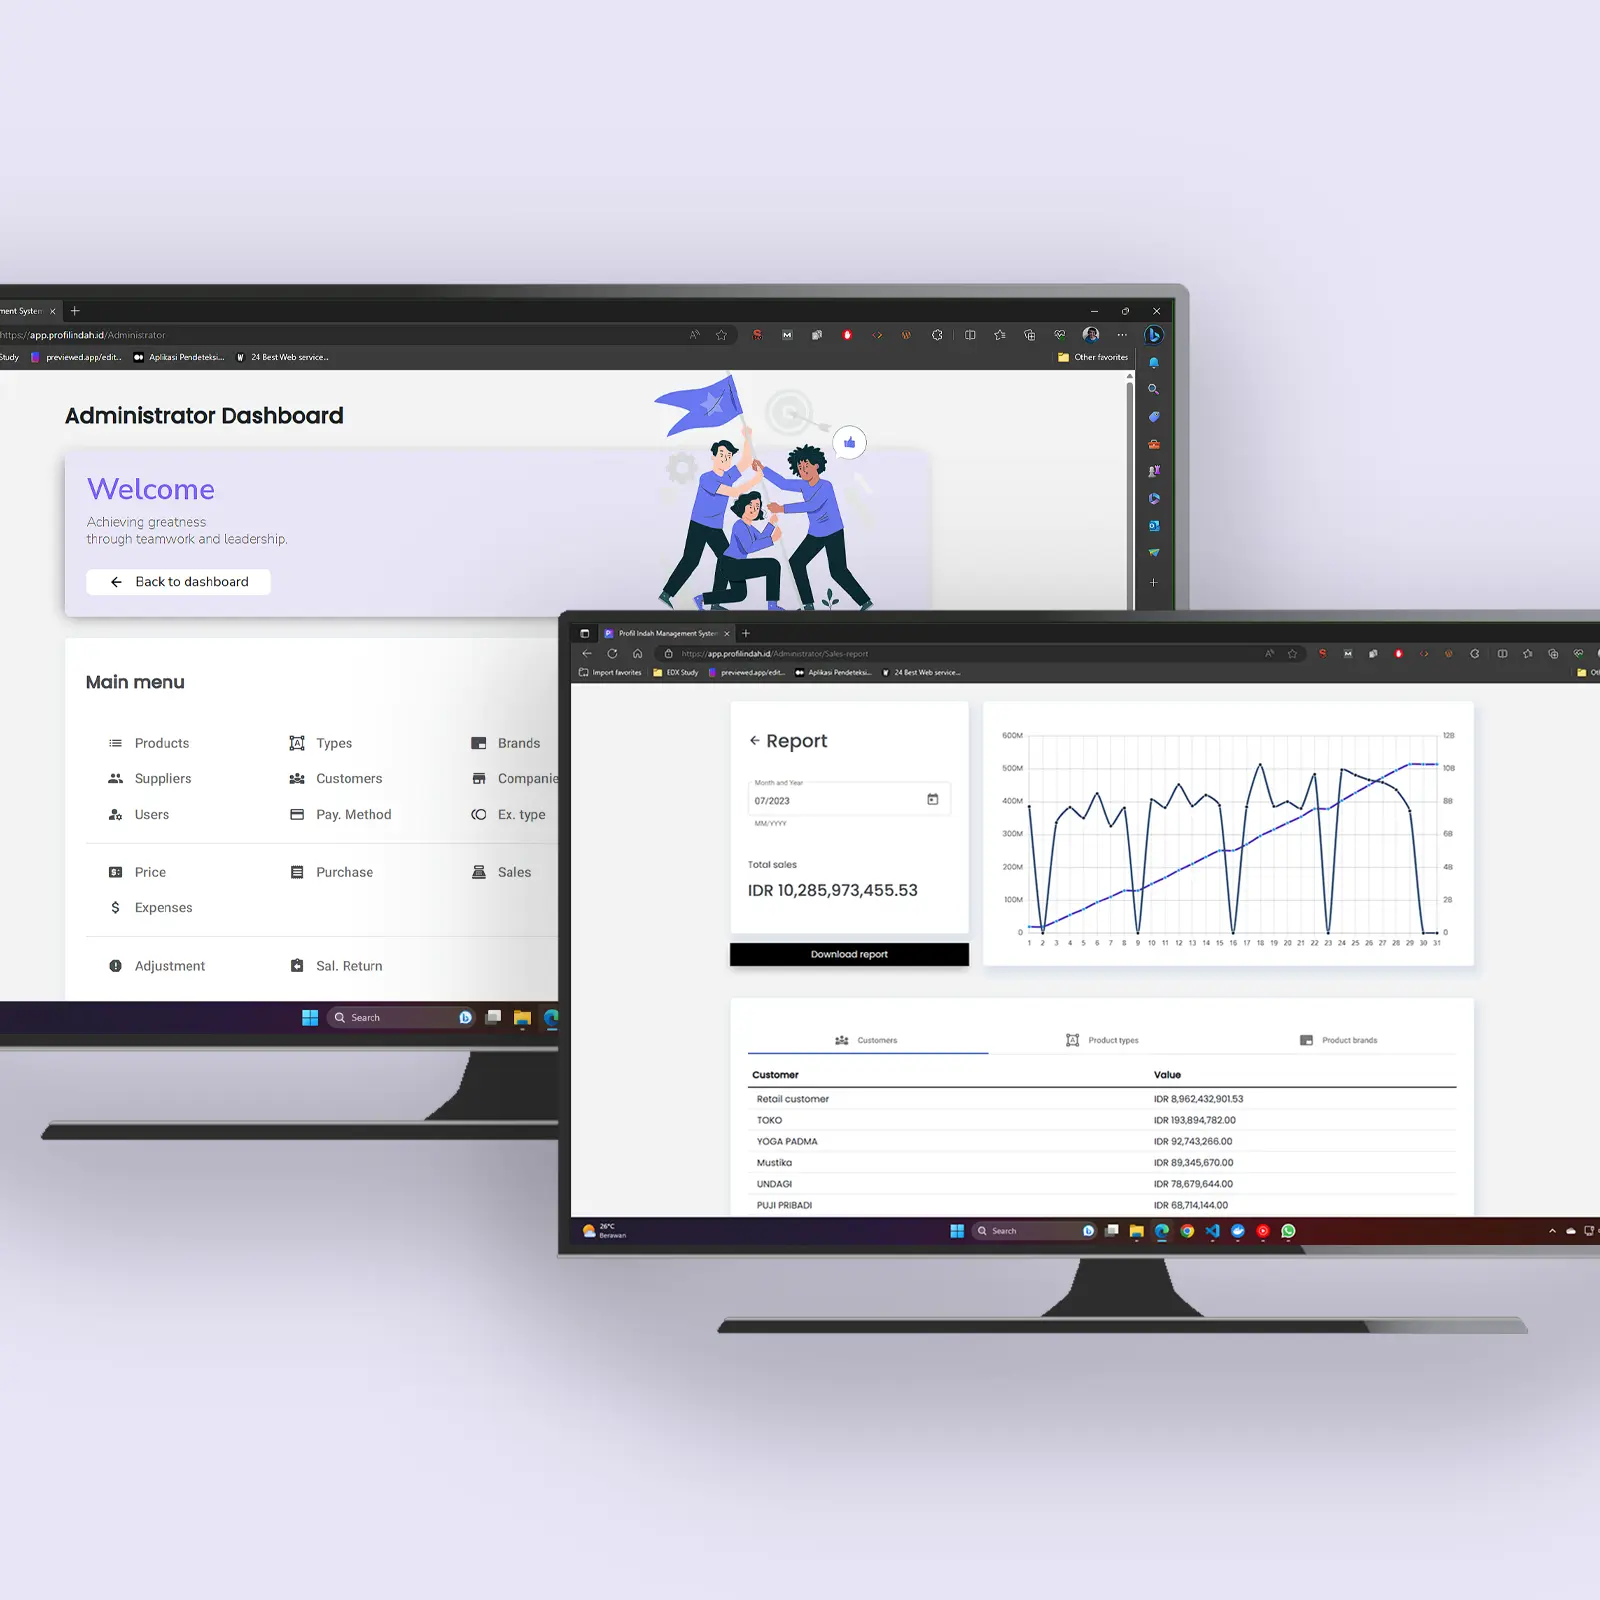 ment System
https://app.profilindah.id/Administrator
Study previewed.app/edit... Aplikasi Pendeteksi... 24 Best Web service... Other favorites
Administrator Dashboard
Welcome
Achieving greatness
through teamwork and leadership.
Back to dashboard
Main menu
Products Types Brands
Suppliers Customers Companie
Users Pay. Method Ex. type
Price Purchase Sales
Expenses
Adjustment Sal. Return
Search
Profil Indah Management System
https://app.profilindah.id/Administrator/Sales-report
Import favorites EDX Study previewed.app/edit... Aplikasi Pendeteksi... 24 Best Web service...
Report
Month and Year
07/2023
MM/YYYY
Total sales
IDR 10,285,973,455.53
Download report
600M 12B
500M 10B
400M 8B
300M 6B
200M 4B
100M 2B
0 0
1 2 3 4 5 6 7 8 9 10 11 12 13 14 15 16 17 18 19 20 21 22 23 24 25 26 27 28 29 30 31
Customers Product types Product brands
Customer Value
Retail customer IDR 8,962,432,901.53
TOKO IDR 193,894,782.00
YOGA PADMA IDR 92,743,266.00
Mustika IDR 89,345,670.00
UNDAGI IDR 78,679,644.00
PUJI PRIBADI IDR 68,714,144.00
26°C
Berawan
Search